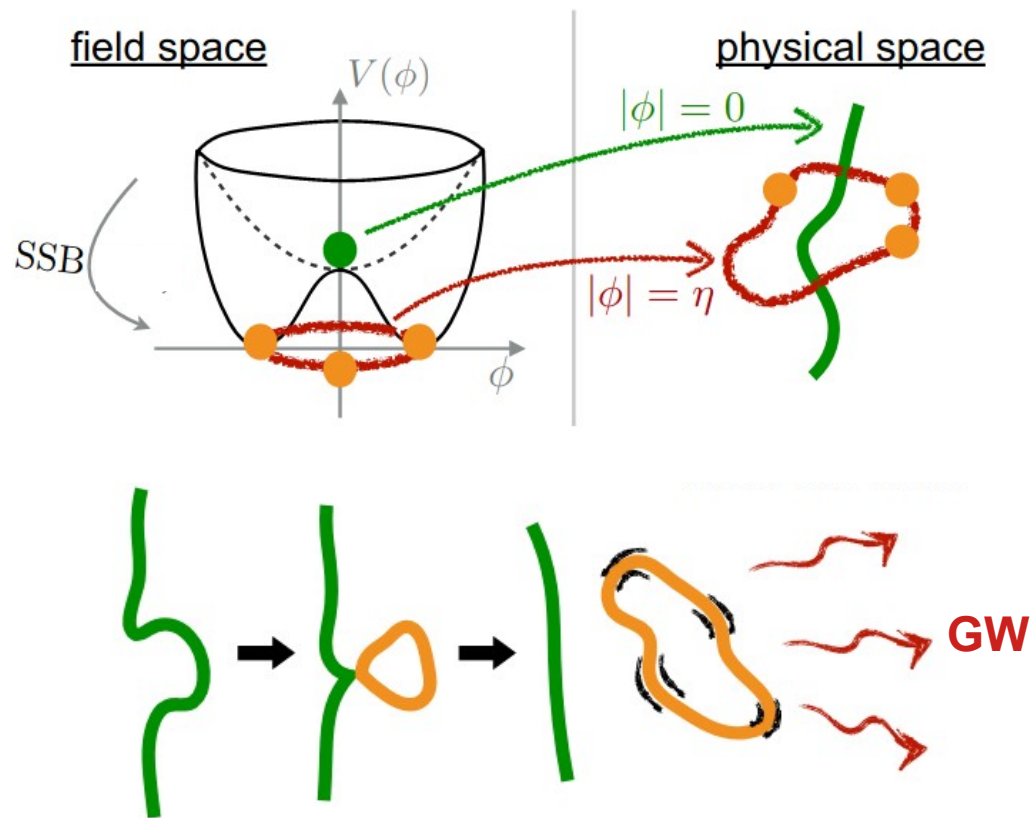 field space
physical space
V(ϕ)
|ϕ| = 0
SSB
|ϕ| = η
ϕ
GW